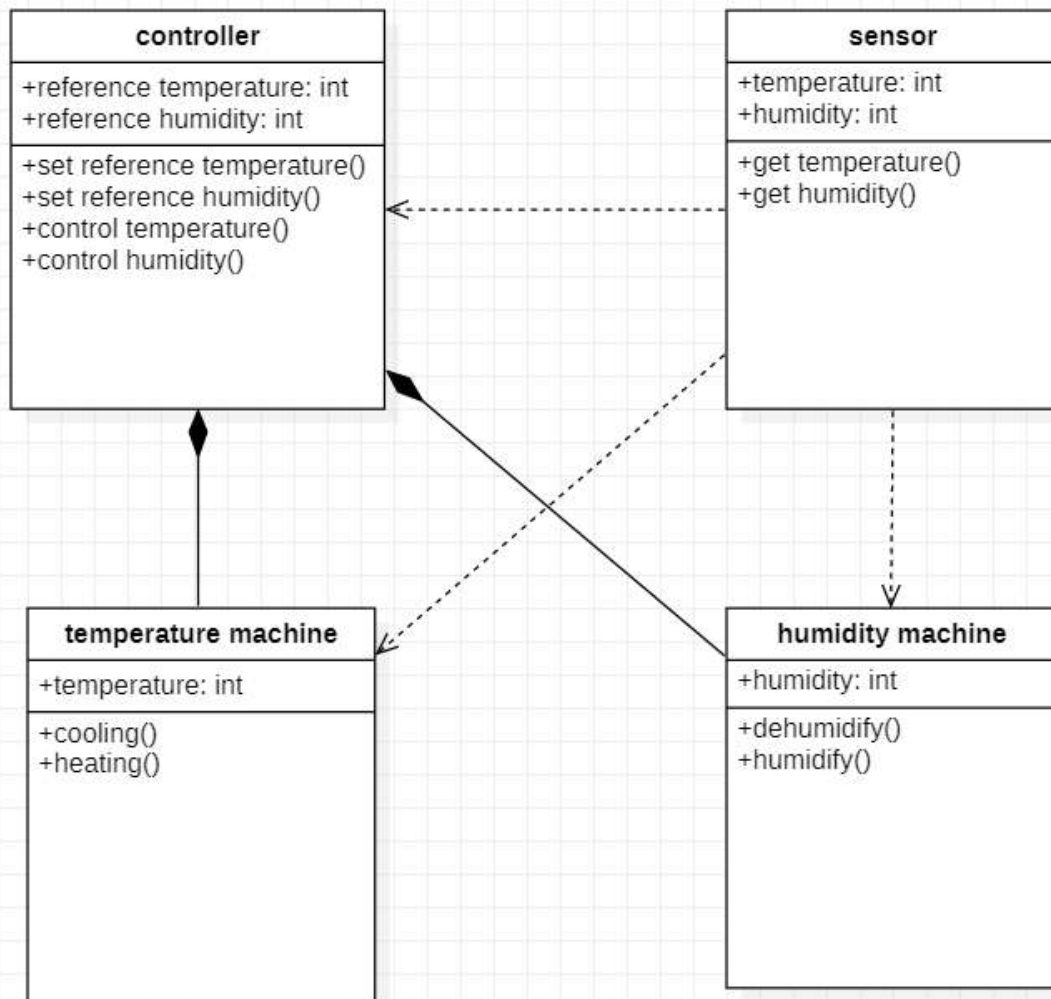 controller
+reference temperature: int
+reference humidity: int
+set reference temperature()
+set reference humidity()
+control temperature()
+control humidity()
sensor
+temperature: int
+humidity: int
+get temperature()
+get humidity()
temperature machine
+temperature: int
+cooling()
+heating()
humidity machine
+humidity: int
+dehumidify()
+humidify()